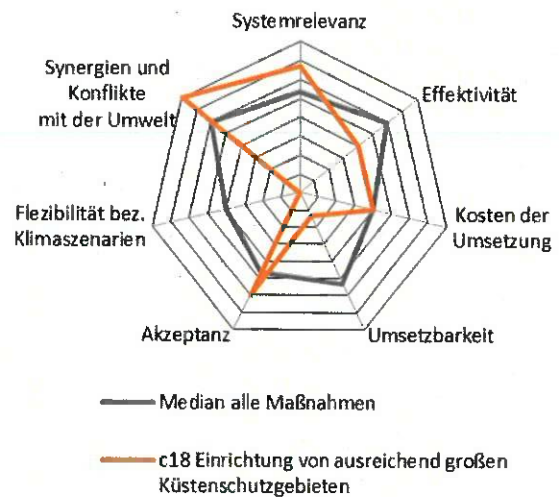 Systemrelevanz
Synergien und
Konflikte
mit der Umwelt
Effektivität
Flezibilität bez.
Klimaszenarien
Kosten der
Umsetzung
Akzeptanz
Umsetzbarkeit
Median alle Maßnahmen
c18 Einrichtung von ausreichend großen
Küstenschutzgebieten